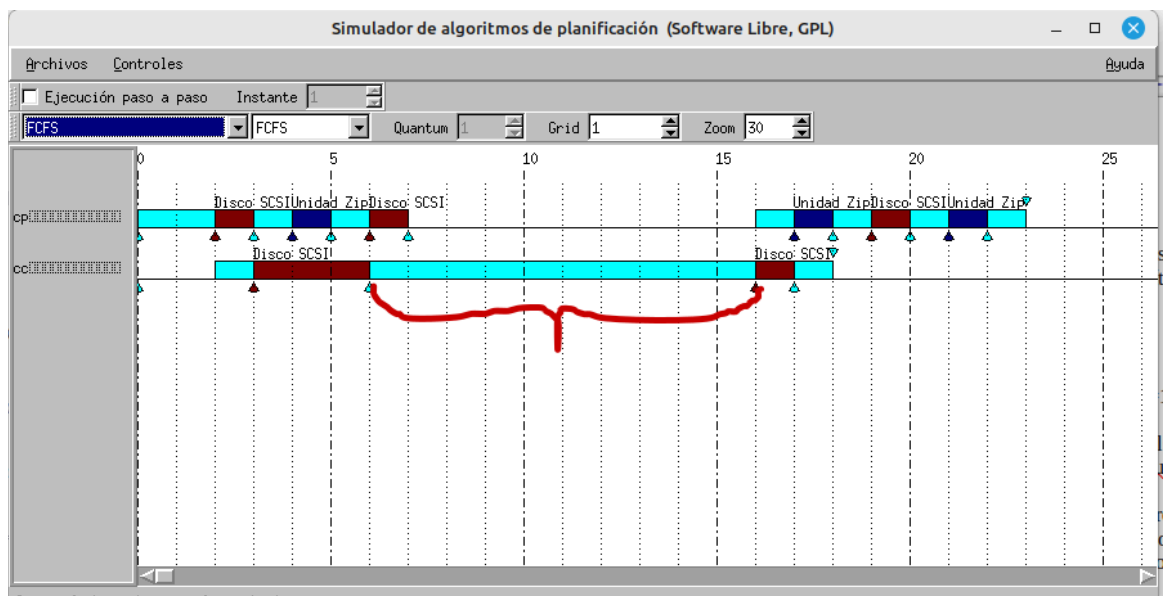 Simulador de algoritmos de planificación (Software Libre, GPL)
Archivos Controles Ayuda
Ejecución paso a paso Instante 1
FCFS FCFS Quantum 1 Grid 1 Zoom 30
0 5 10 15 20 25
Disco SCSI Unidad Zip Disco SCSI Unidad Zip Disco SCSI Unidad Zip
cp
Disco SCSI Disco SCSI
cc